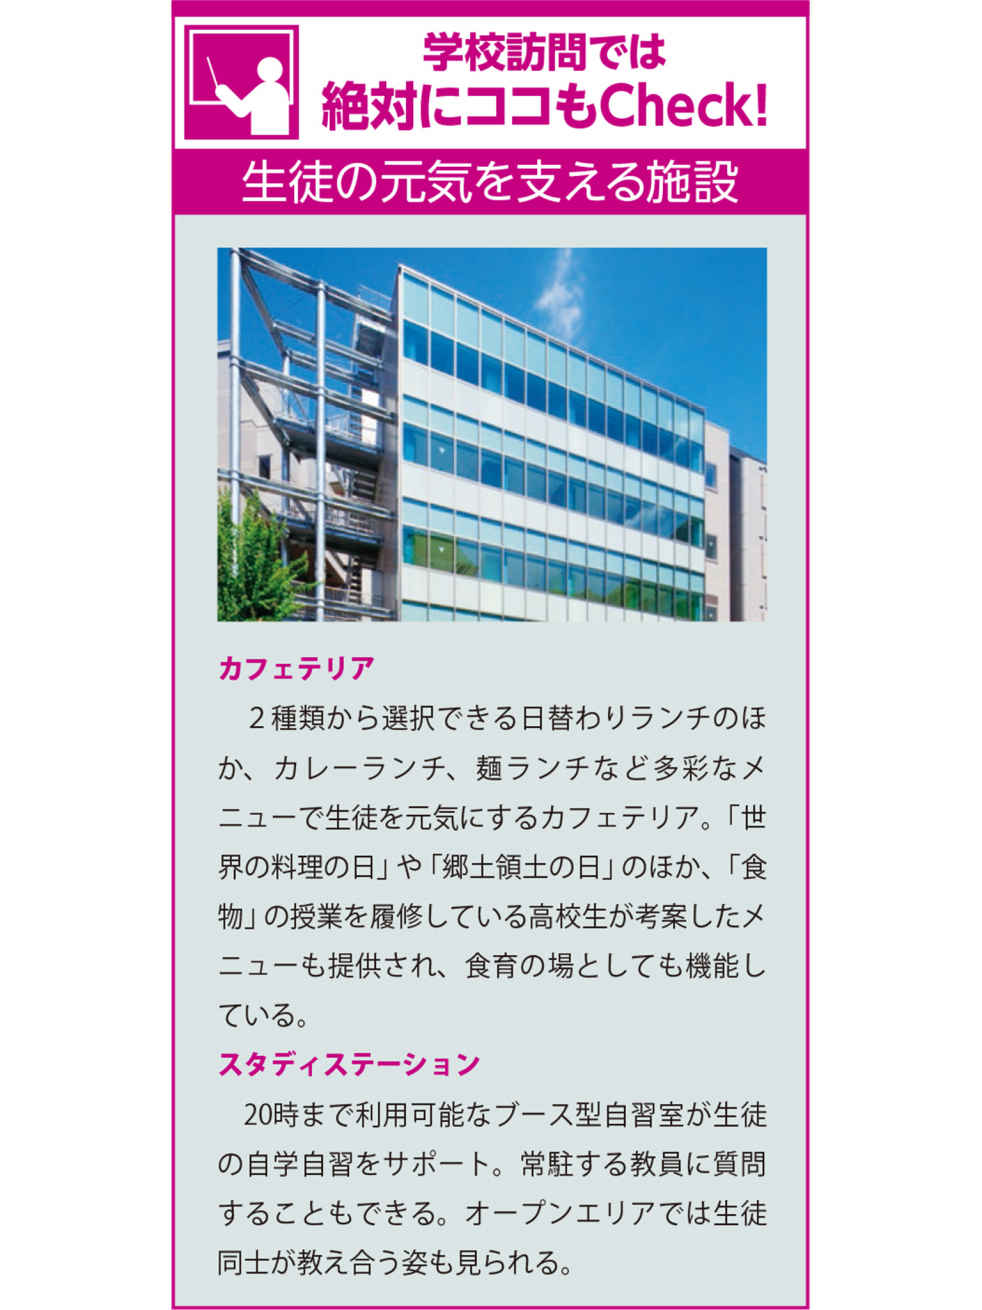 学校訪問では
絶対にココもCheck!
生徒の元気を支える施設
カフェテリア
　２種類から選択できる日替わりランチのほ
か、カレーランチ、麺ランチなど多彩なメ
ニューで生徒を元気にするカフェテリア。「世
界の料理の日」や「郷土領土の日」のほか、「食
物」の授業を履修している高校生が考案したメ
ニューも提供され、食育の場としても機能し
ている。
スタディステーション
　20時まで利用可能なブース型自習室が生徒
の自学自習をサポート。常駐する教員に質問
することもできる。オープンエリアでは生徒
同士が教え合う姿も見られる。